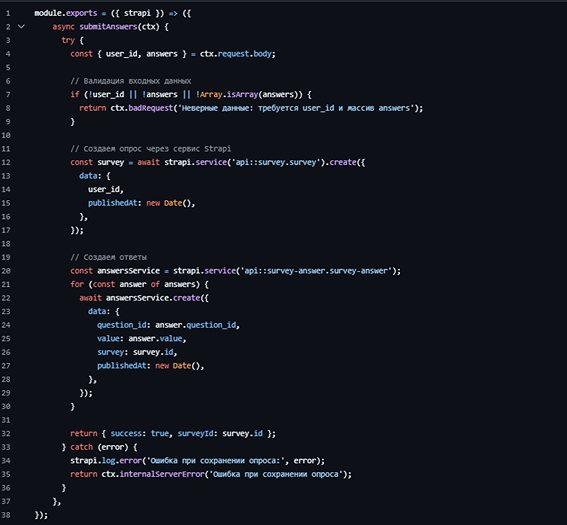 1 module.exports = ({ strapi }) => ({
2 async submitAnswers(ctx) {
3 try {
4 const { user_id, answers } = ctx.request.body;
5
6 // Валидация входных данных
7 if (!user_id || !answers || !Array.isArray(answers)) {
8 return ctx.badRequest('Неверные данные: требуется user_id и массив answers');
9 }
10
11 // Создаем опрос через сервис Strapi
12 const survey = await strapi.service('api::survey.survey').create({
13 data: {
14 user_id,
15 publishedAt: new Date(),
16 },
17 });
18
19 // Создаем ответы
20 const answersService = strapi.service('api::survey-answer.survey-answer');
21 for (const answer of answers) {
22 await answersService.create({
23 data: {
24 question_id: answer.question_id,
25 value: answer.value,
26 survey: survey.id,
27 publishedAt: new Date(),
28 },
29 });
30 }
31
32 return { success: true, surveyId: survey.id };
33 } catch (error) {
34 strapi.log.error('Ошибка при сохранении опроса:', error);
35 return ctx.internalServerError('Ошибка при сохранении опроса');
36 }
37 },
38 });